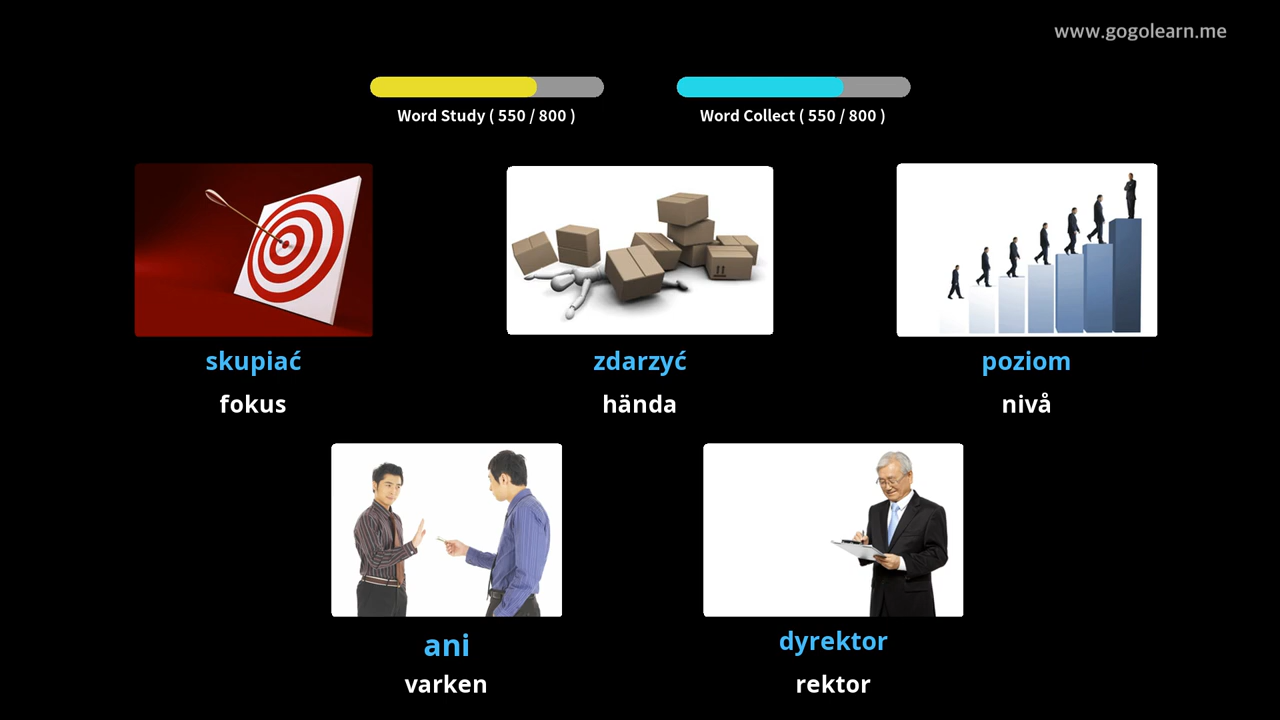 www.gogolearn.me
Word Study ( 550 / 800 )
Word Collect ( 550 / 800 )
skupiać
zdarzyć
poziom
fokus
hända
nivå
ani
dyrektor
varken
rektor